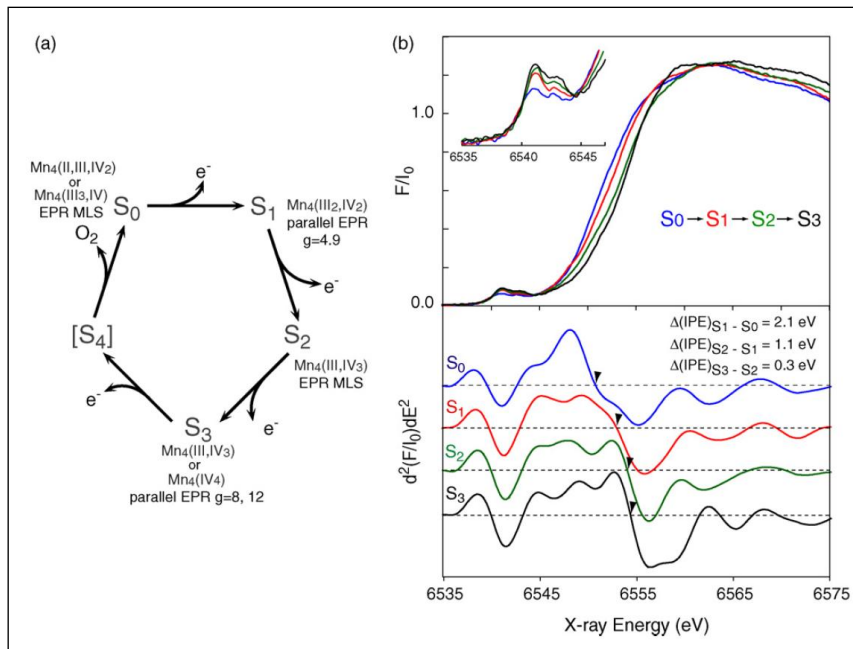 (a)
Mn4(II,III,IV2)
or
Mn4(III3,IV)
EPR MLS
S0
e-
S1
Mn4(III2,IV2)
parallel EPR
g=4.9
O2
e-
[S4]
S2
Mn4(III,IV3)
EPR MLS
e-
S3
e-
Mn4(III,IV3)
or
Mn4(IV4)
parallel EPR g=8, 12
(b)
F/I0
1.0
0.0
6535 6540 6545
S0 → S1 → S2 → S3
Δ(IPE)S1 - S0 = 2.1 eV
Δ(IPE)S2 - S1 = 1.1 eV
Δ(IPE)S3 - S2 = 0.3 eV
d2(F/I0)dE2
S0
S1
S2
S3
6535 6545 6555 6565 6575
X-ray Energy (eV)